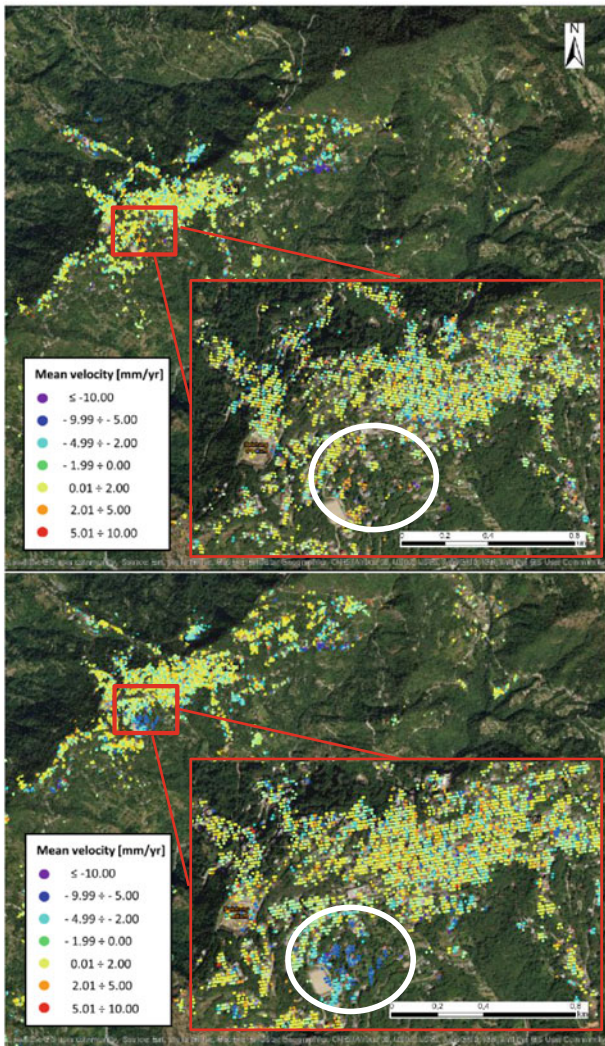 N
Mean velocity [mm/yr]
≤ -10.00
- 9.99 ÷ - 5.00
- 4.99 ÷ - 2.00
- 1.99 ÷ 0.00
0.01 ÷ 2.00
2.01 ÷ 5.00
5.01 ÷ 10.00
0 0,2 0,4 0,8
Mean velocity [mm/yr]
≤ -10.00
- 9.99 ÷ - 5.00
- 4.99 ÷ - 2.00
- 1.99 ÷ 0.00
0.01 ÷ 2.00
2.01 ÷ 5.00
5.01 ÷ 10.00
0 0,2 0,4 0,8